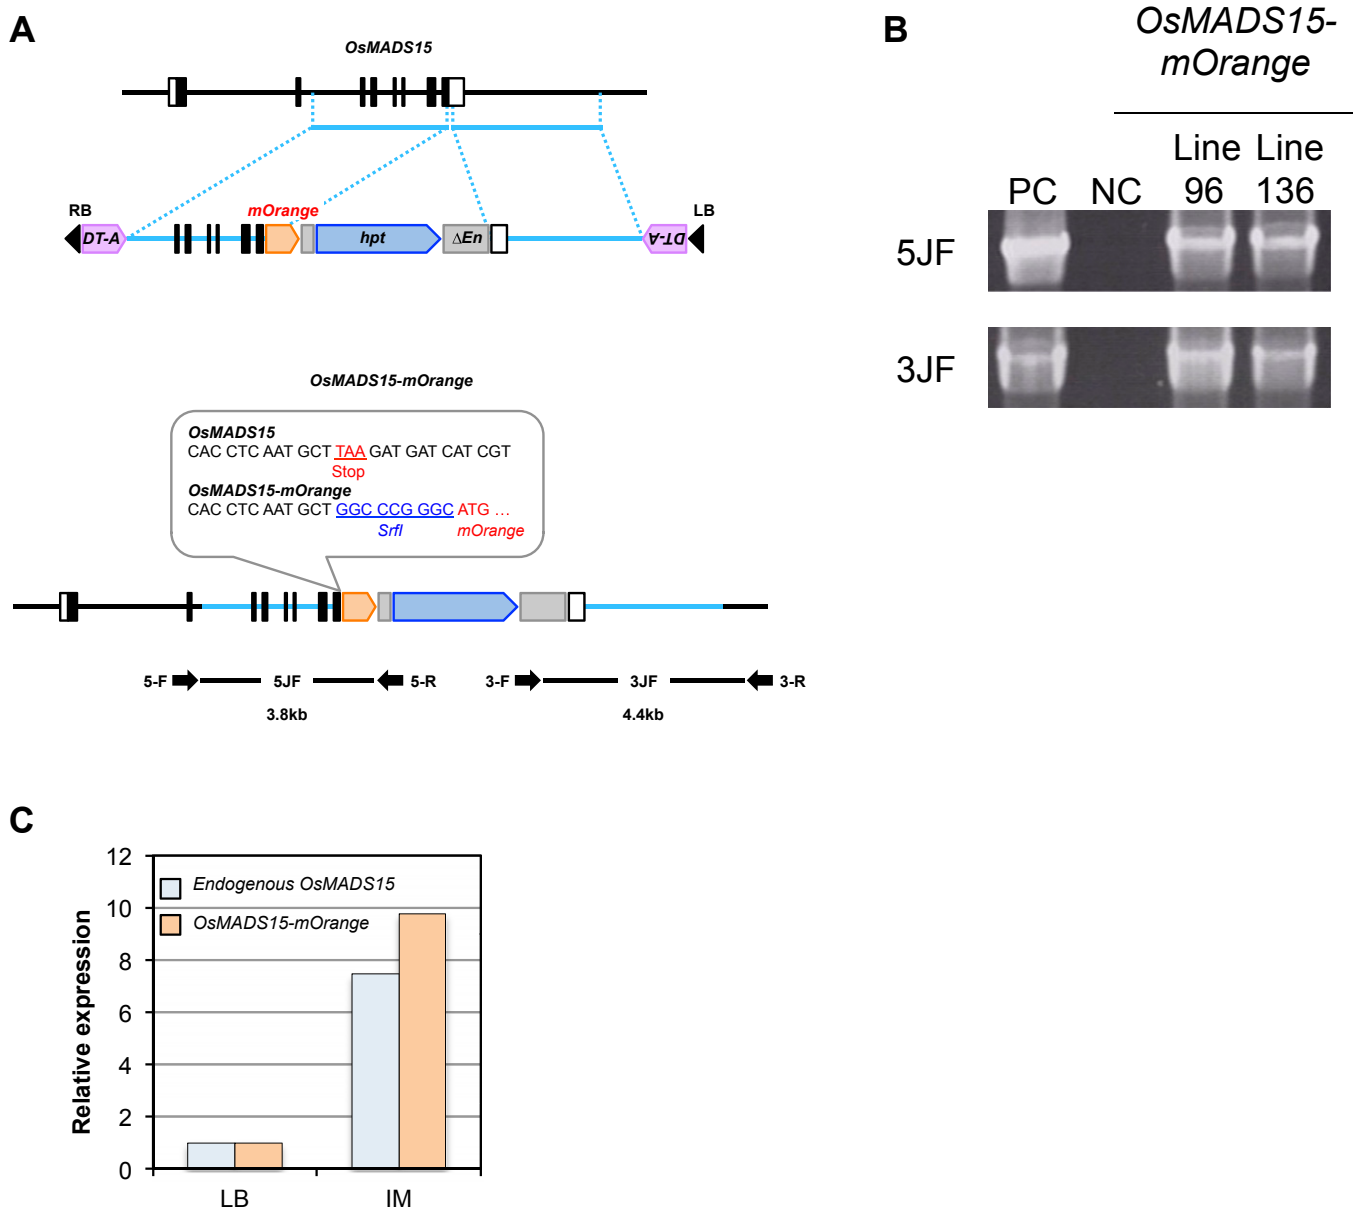 A
OsMADS15
RB
mOrange
LB
DT-A
hpt
ΔEn
DT-A
OsMADS15-mOrange
OsMADS15
CAC CTC AAT GCT TAA GAT GAT CAT CGT
Stop
OsMADS15-mOrange
CAC CTC AAT GCT GGC CCG GGC ATG ...
SrfI
mOrange
5-F
5JF
5-R
3-F
3JF
3-R
3.8kb
4.4kb
B
OsMADS15-
mOrange
Line Line
PC NC 96 136
5JF
3JF
C
12
10
8
6
4
2
0
Relative expression
Endogenous OsMADS15
OsMADS15-mOrange
LB
IM